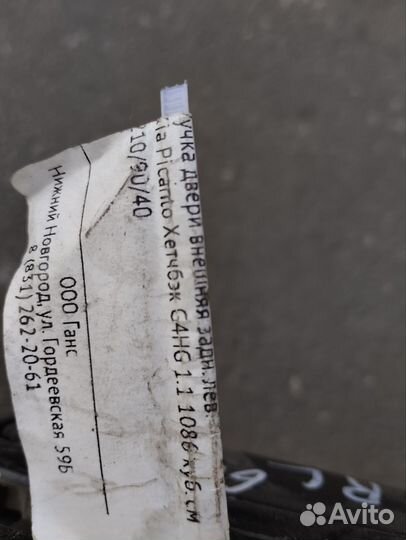 учка двери внешняя задн.лев.
ia Picanto Хетчбэк G4HG 1.1 1086 куб.см
10/90/40
ООО Ганс
Нижний Новгород, ул. Гордеевская 59Б
8 (831) 262-20-61
R L
Avito